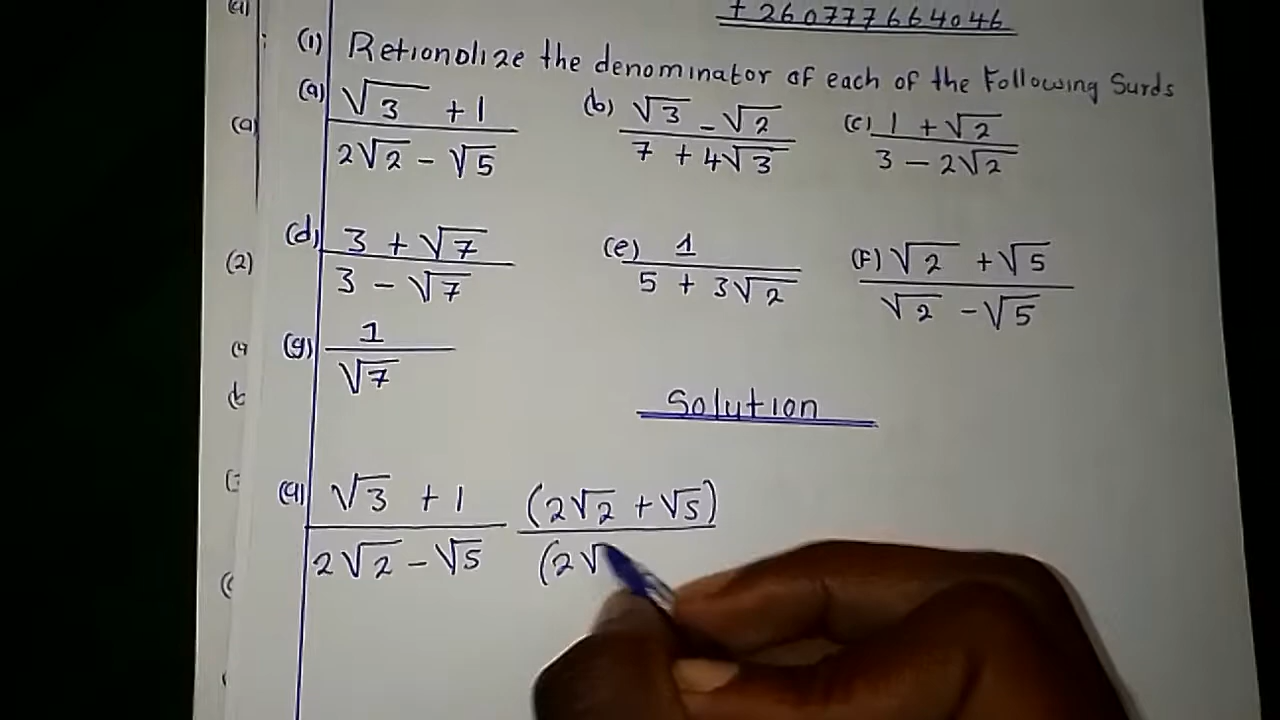 +260777664046
(1) Retionolize the denominator of each of the Following Surds
(a) √3 + 1 / 2√2 - √5 (b) √3 - √2 / 7 + 4√3 (c) 1 + √2 / 3 - 2√2
(d) 3 + √7 / 3 - √7 (e) 1 / 5 + 3√2 (F) √2 + √5 / √2 - √5
(g) 1 / √7
Solution
(a) √3 + 1 / 2√2 - √5 (2√2 + √5) / (2√
(a)
(2)